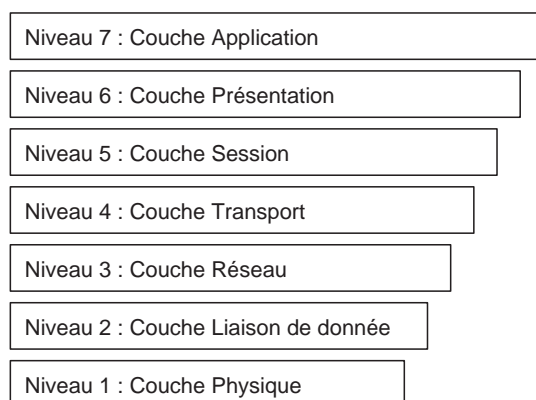 Niveau 7 : Couche Application
Niveau 6 : Couche Présentation
Niveau 5 : Couche Session
Niveau 4 : Couche Transport
Niveau 3 : Couche Réseau
Niveau 2 : Couche Liaison de donnée
Niveau 1 : Couche Physique